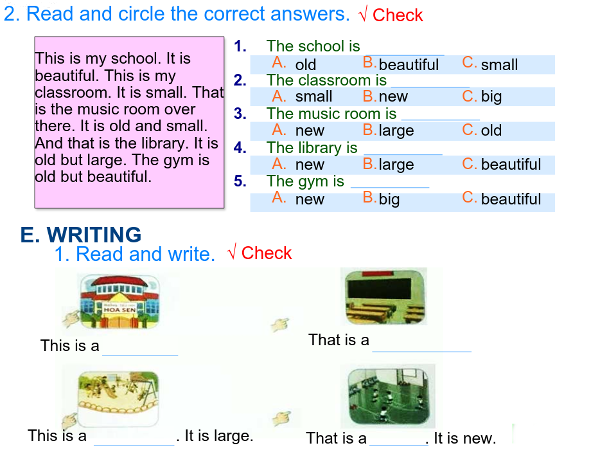 2. Read and circle the correct answers. √ Check
This is my school. It is
beautiful. This is my
classroom. It is small. That
is the music room over
there. It is old and small.
And that is the library. It is
old but large. The gym is
old but beautiful.
1. The school is
A. old B. beautiful C. small
2. The classroom is
A. small B. new C. big
3. The music room is
A. new B. large C. old
4. The library is
A. new B. large C. beautiful
5. The gym is
A. new B. big C. beautiful
E. WRITING
1. Read and write. √ Check
HOA SEN
This is a
That is a
This is a . It is large.
That is a . It is new.